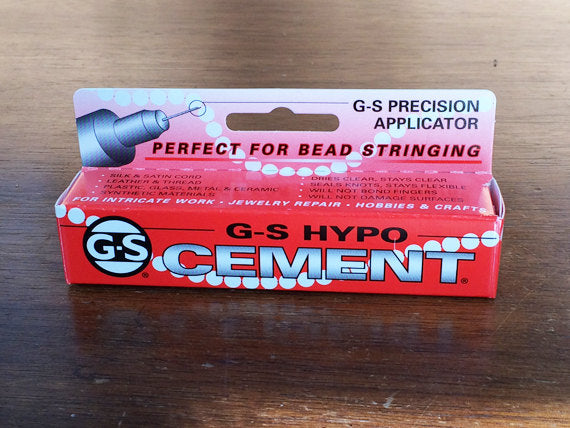 G-S PRECISION
APPLICATOR
PERFECT FOR BEAD STRINGING
• SILK & SATIN CORD
• LEATHER & THREAD
• PLASTIC, GLASS, METAL & CERAMIC
• SYNTHETIC MATERIALS
• DRIES CLEAR, STAYS CLEAR
• SEALS KNOTS, STAYS FLEXIBLE
• WILL NOT BOND FINGERS
• WILL NOT DAMAGE SURFACES
FOR INTRICATE WORK • JEWELRY REPAIR • HOBBIES & CRAFTS
G-S ®
G-S HYPO
CEMENT®